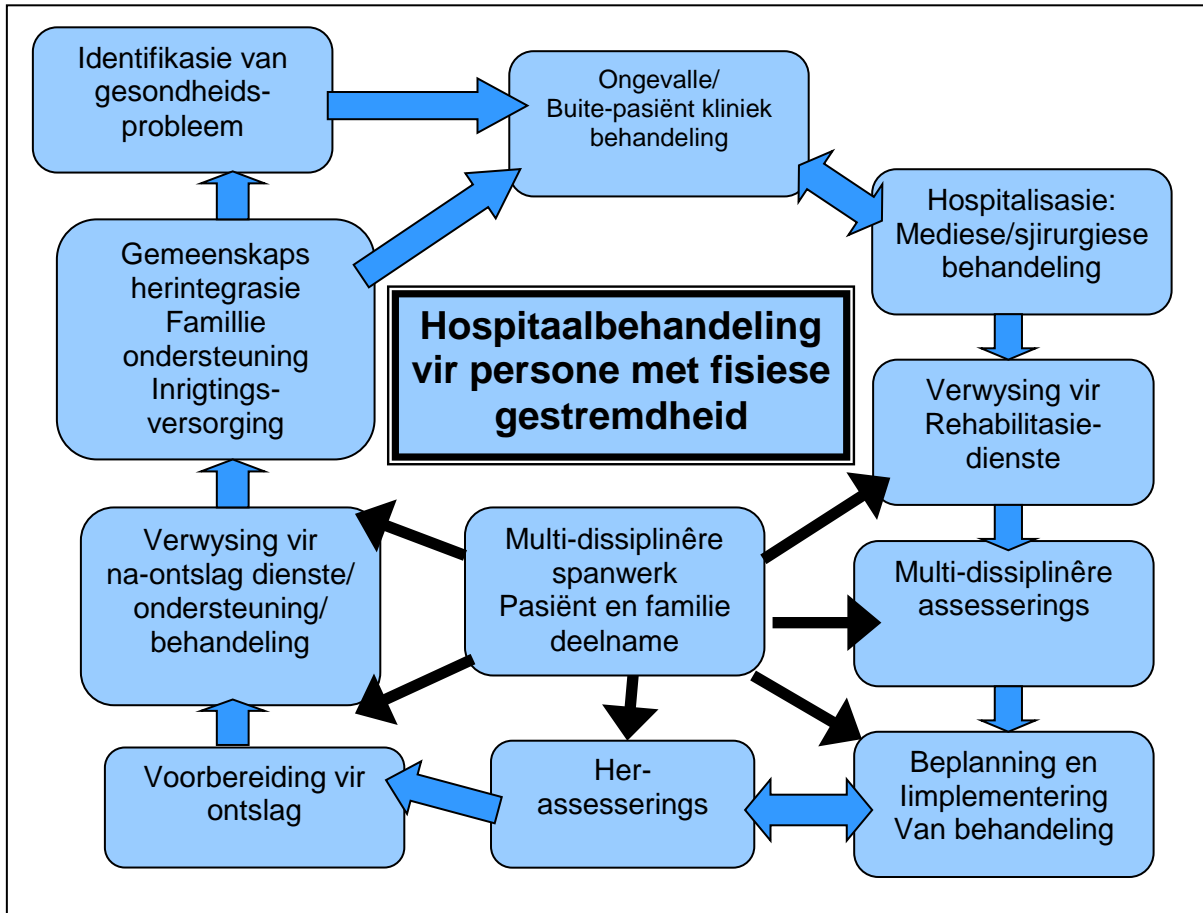 Identifikasie van
gesondheids-
probleem
Ongevalle/
Buite-pasiënt kliniek
behandeling
Hospitalisasie:
Mediese/sjirurgiese
behandeling
Gemeenskaps
herintegrasie
Famillie
ondersteuning
Inrigtings-
versorging
Hospitaalbehandeling
vir persone met fisiese
gestremdheid
Verwysing vir
Rehabilitasie-
dienste
Verwysing vir
na-ontslag dienste/
ondersteuning/
behandeling
Multi-dissiplinêre
spanwerk
Pasiënt en familie
deelname
Multi-dissiplinêre
assesserings
Voorbereiding vir
ontslag
Her-
assesserings
Beplanning en
Iimplementering
Van behandeling